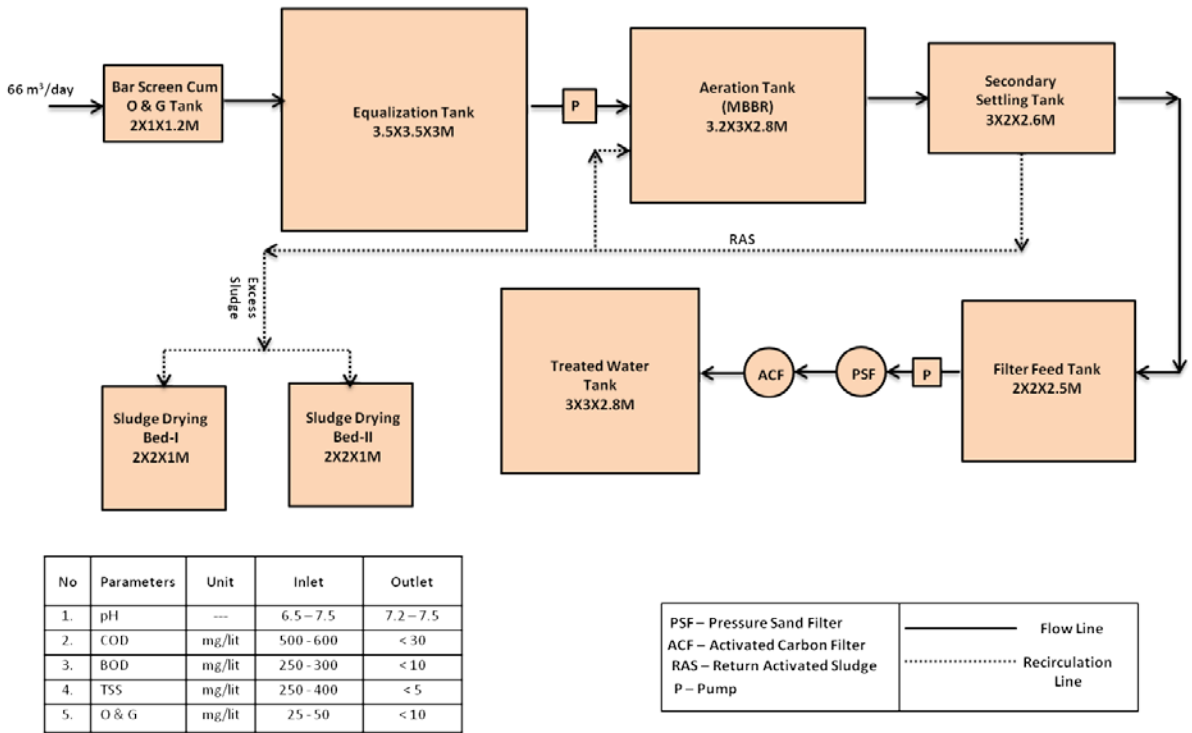 66 m³/day
Bar Screen Cum
O & G Tank
2X1X1.2M
Equalization Tank
3.5X3.5X3M
P
Aeration Tank
(MBBR)
3.2X3X2.8M
Secondary
Settling Tank
3X2X2.6M
RAS
Excess
Sludge
Treated Water
Tank
3X3X2.8M
ACF
PSF
P
Filter Feed Tank
2X2X2.5M
Sludge Drying
Bed-I
2X2X1M
Sludge Drying
Bed-II
2X2X1M
No Parameters Unit Inlet Outlet
1. pH --- 6.5 – 7.5 7.2 – 7.5
2. COD mg/lit 500 - 600 < 30
3. BOD mg/lit 250 - 300 < 10
4. TSS mg/lit 250 - 400 < 5
5. O & G mg/lit 25 - 50 < 10
PSF – Pressure Sand Filter
ACF – Activated Carbon Filter
RAS – Return Activated Sludge
P – Pump
Flow Line
Recirculation
Line